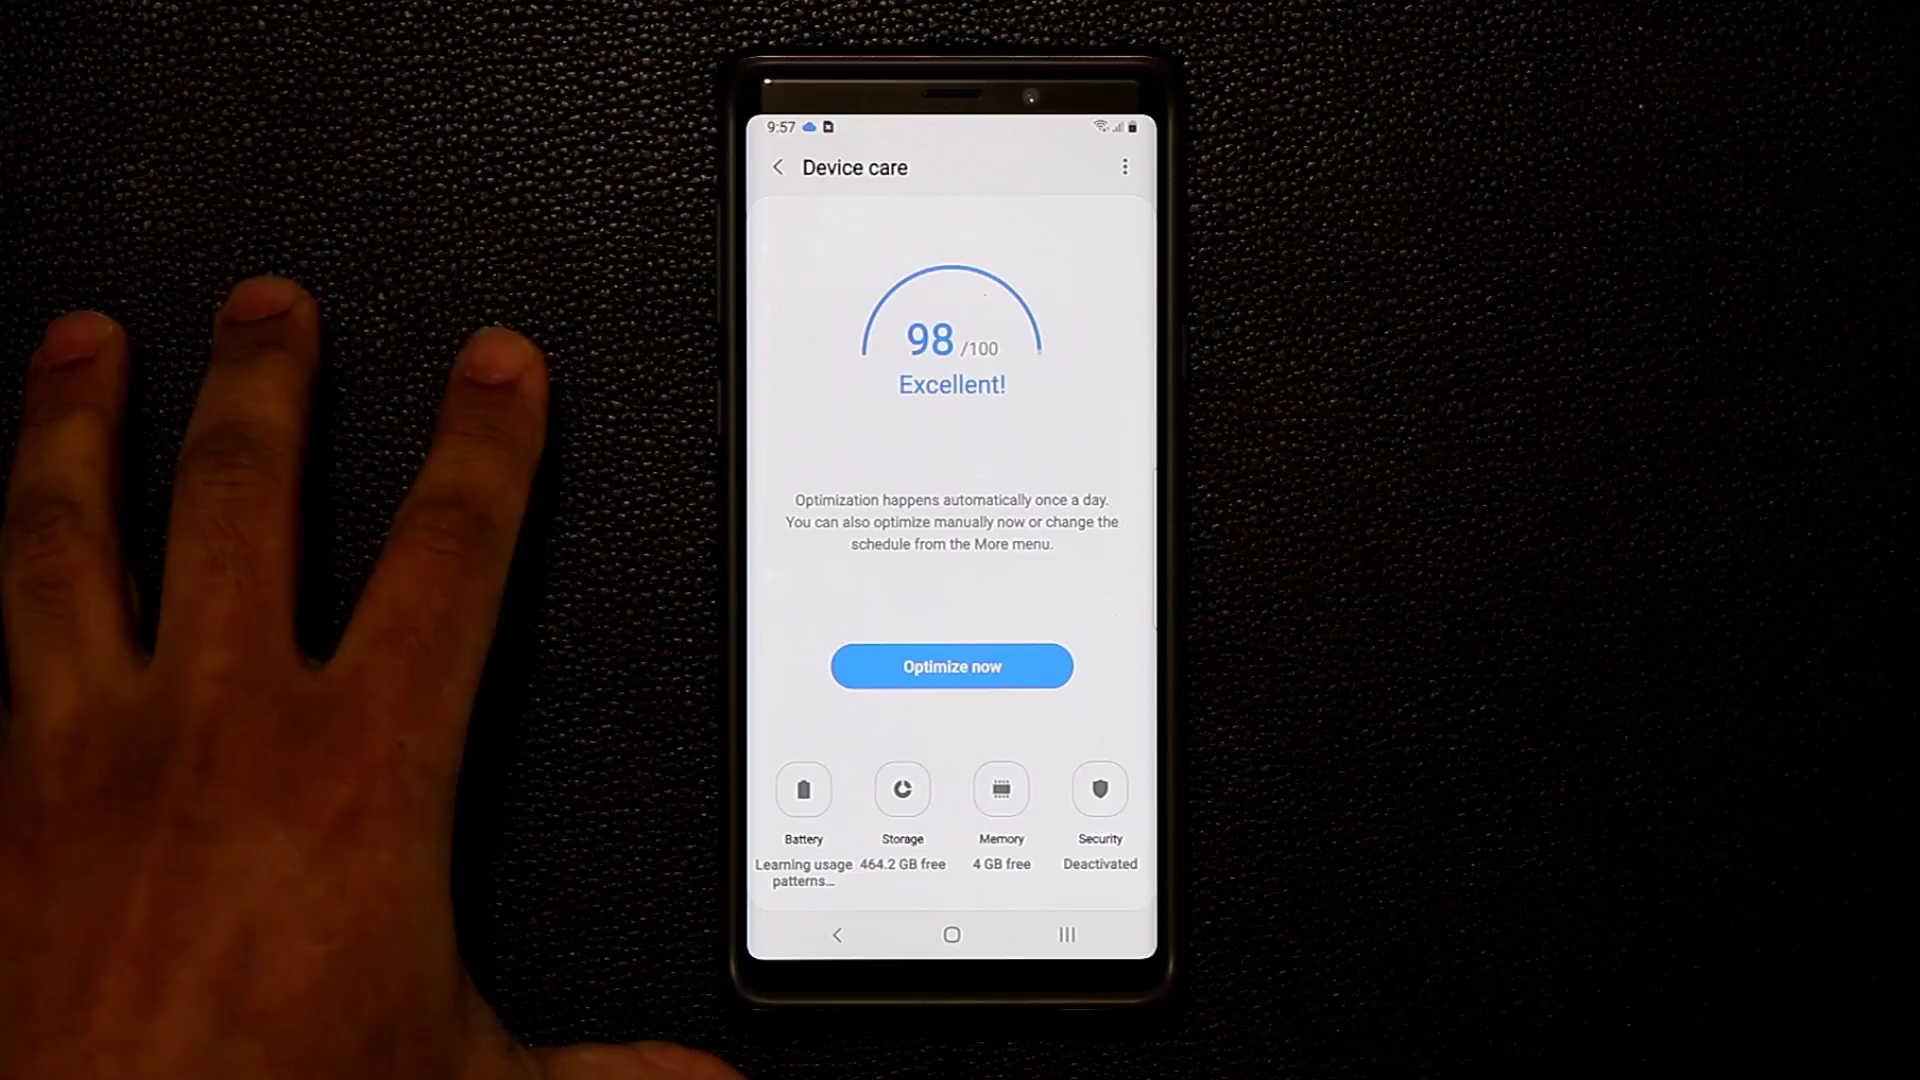 9:57
Device care
98 /100
Excellent!
Optimization happens automatically once a day.
You can also optimize manually now or change the
schedule from the More menu.
Optimize now
Battery
Learning usage
patterns...
Storage
464.2 GB free
Memory
4 GB free
Security
Deactivated